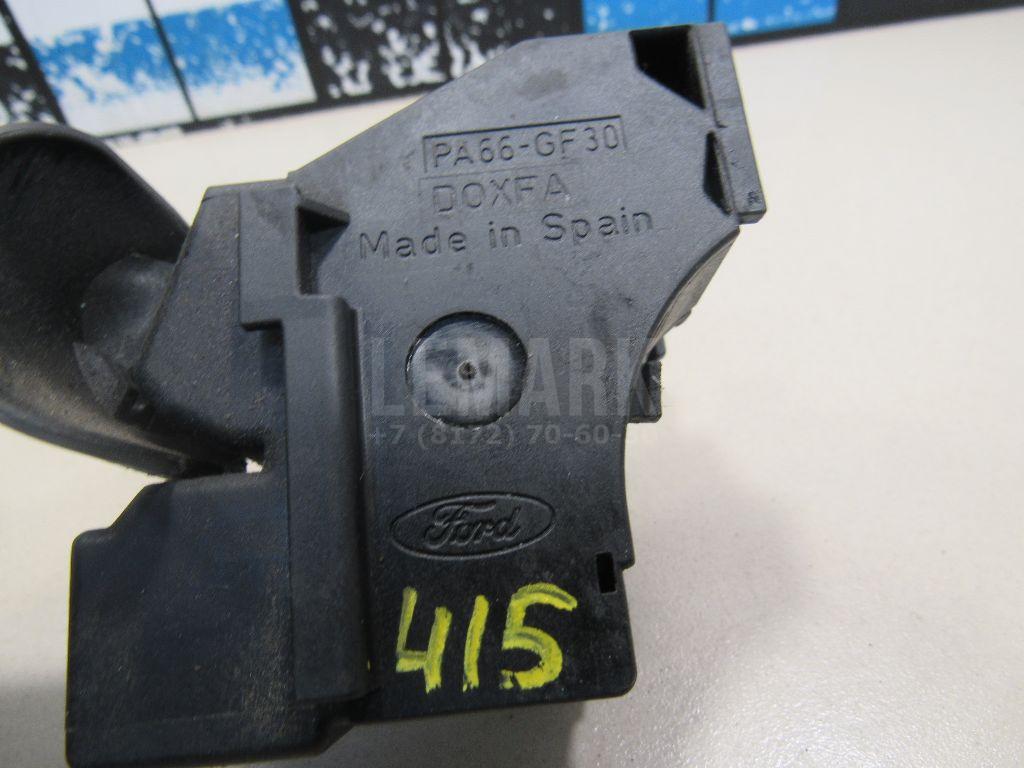 PA66-GF30
DOXFA
Made in Spain
LEMARK
+7 (8172) 70-60-
Ford
415